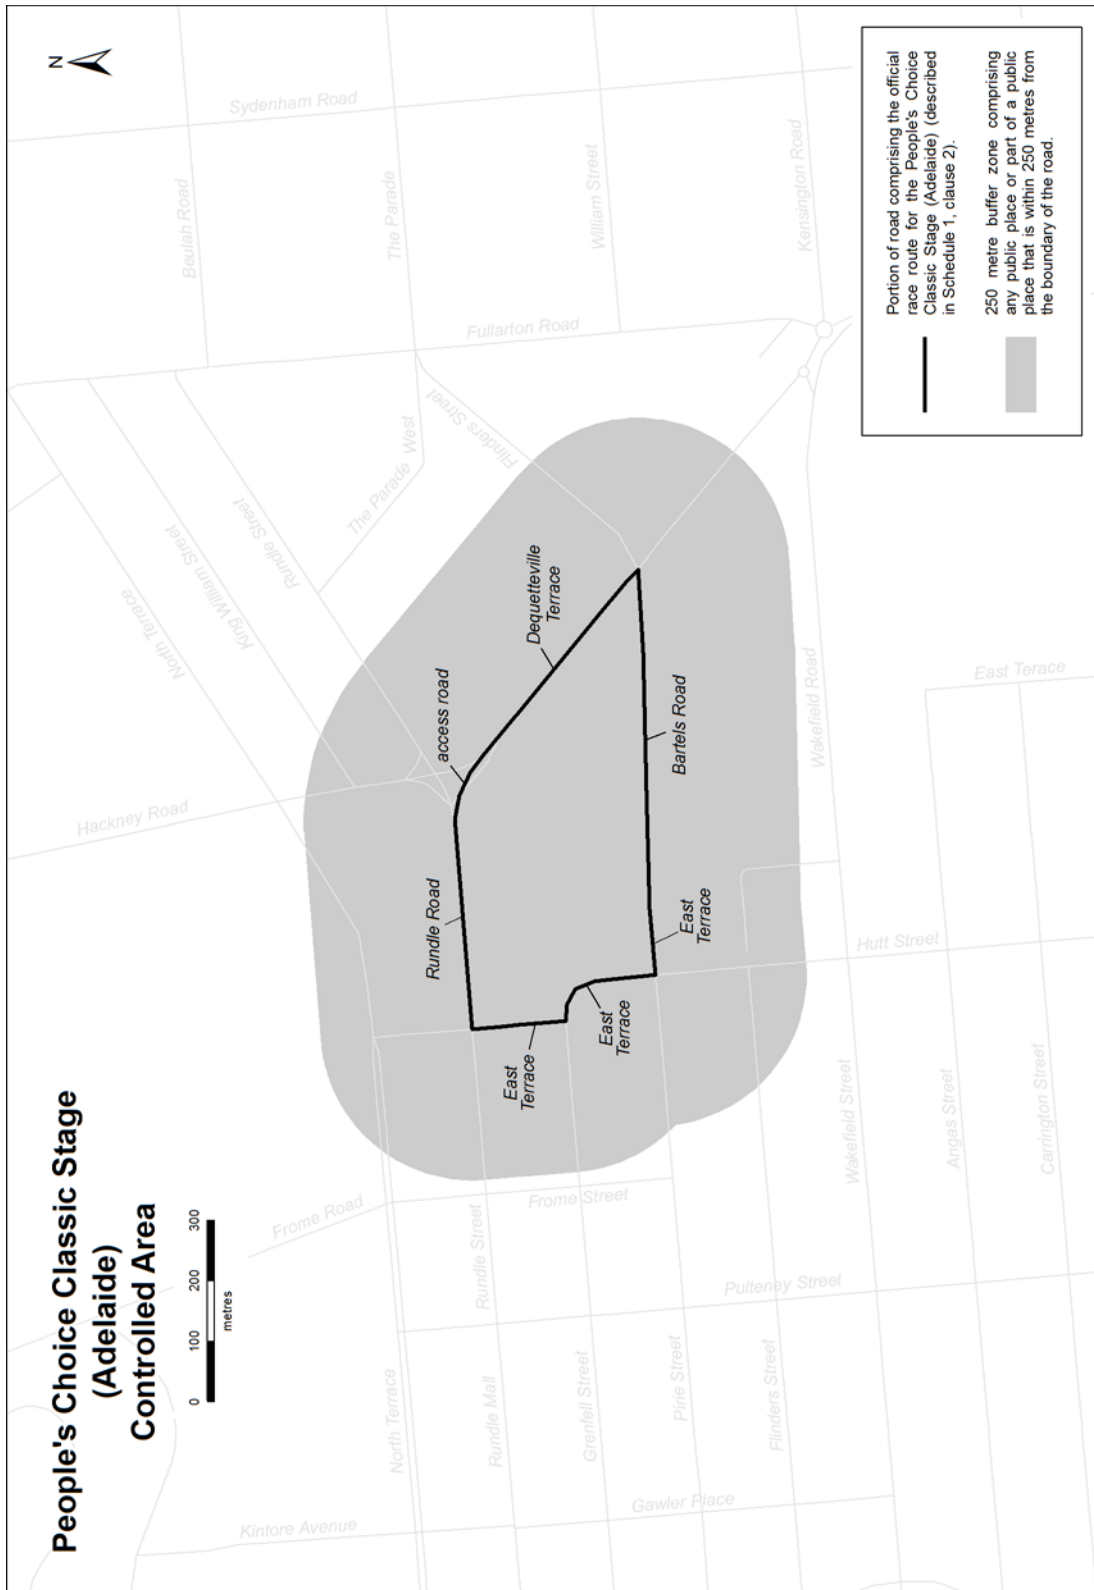 People's Choice Classic Stage
(Adelaide)
Controlled Area
0 100 200 300
metres
N
Kintore Avenue
North Terrace
Rundle Mall
Grenfell Street
Gawler Place
Pirie Street
Flinders Street
Pulteney Street
Frome Road
Rundle Street
Frome Street
Wakefield Street
Angas Street
Carrington Street
Hutt Street
East
Terrace
East
Terrace
East
Terrace
Rundle Road
access road
Dequetteville
Terrace
Bartels Road
Hackney Road
North Terrace
King William Street
Rundle Street
The Parade West
Flinders Street
Wakefield Road
East Terace
Fullarton Road
Beulah Road
The Parade
William Street
Kensington Road
Sydenham Road
Portion of road comprising the official
race route for the People's Choice
Classic Stage (Adelaide) (described
in Schedule 1, clause 2).
250 metre buffer zone comprising
any public place or part of a public
place that is within 250 metres from
the boundary of the road.